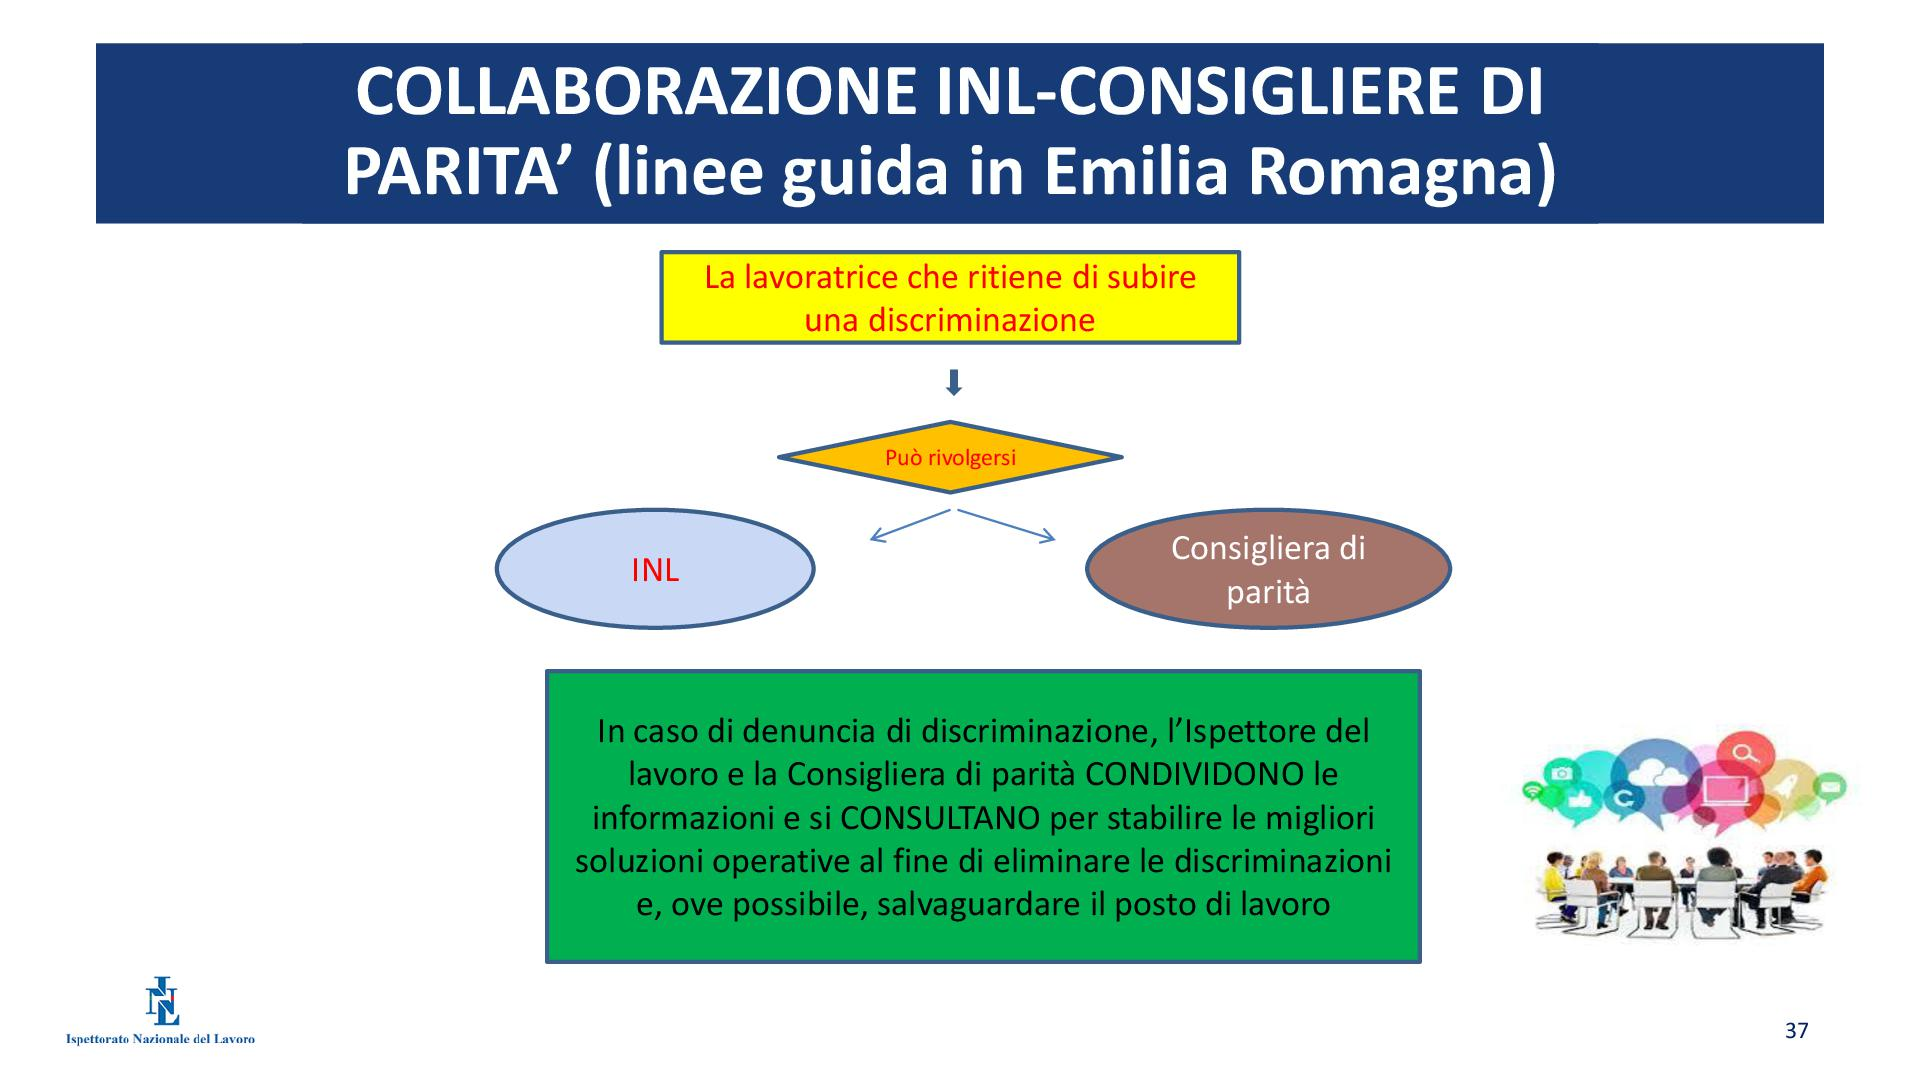 COLLABORAZIONE INL-CONSIGLIERE DI
PARITA’ (linee guida in Emilia Romagna)
La lavoratrice che ritiene di subire
una discriminazione
Può rivolgersi
INL
Consigliera di
parità
In caso di denuncia di discriminazione, l’Ispettore del
lavoro e la Consigliera di parità CONDIVIDONO le
informazioni e si CONSULTANO per stabilire le migliori
soluzioni operative al fine di eliminare le discriminazioni
e, ove possibile, salvaguardare il posto di lavoro
INL
Ispettorato Nazionale del Lavoro
37